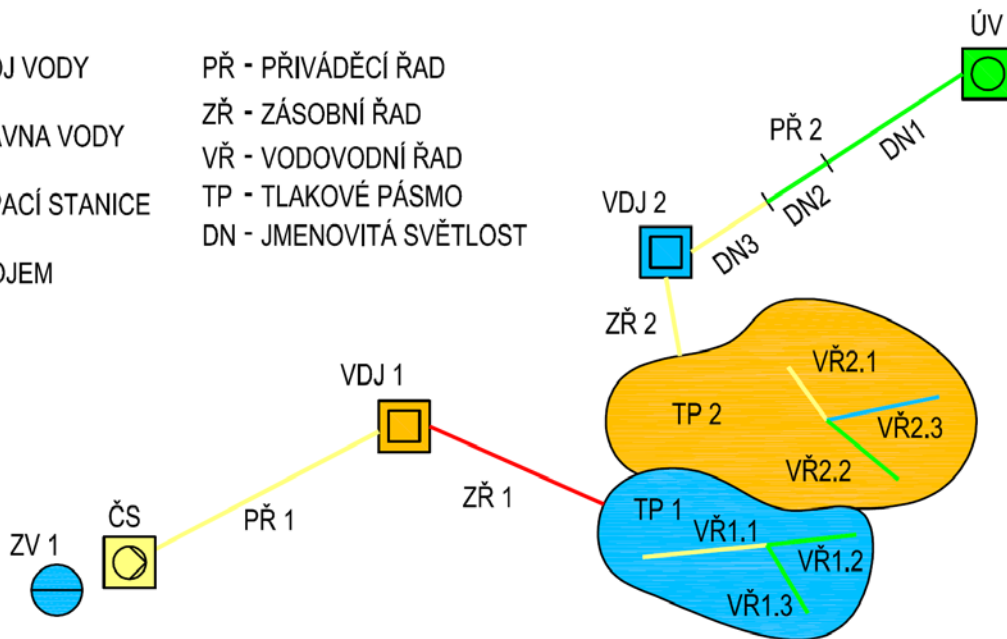 ÚV
OJ VODY
PŘ - PŘIVÁDĚCÍ ŘAD
ZŘ - ZÁSOBNÍ ŘAD
AVNA VODY
VŘ - VODOVODNÍ ŘAD
PACÍ STANICE
TP - TLAKOVÉ PÁSMO
DN - JMENOVITÁ SVĚTLOST
OJEM
PŘ 2
DN1
DN2
DN3
VDJ 2
ZŘ 2
VDJ 1
VŘ2.1
TP 2
VŘ2.3
VŘ2.2
ZŘ 1
PŘ 1
TP 1
VŘ1.1
VŘ1.2
VŘ1.3
ČS
ZV 1